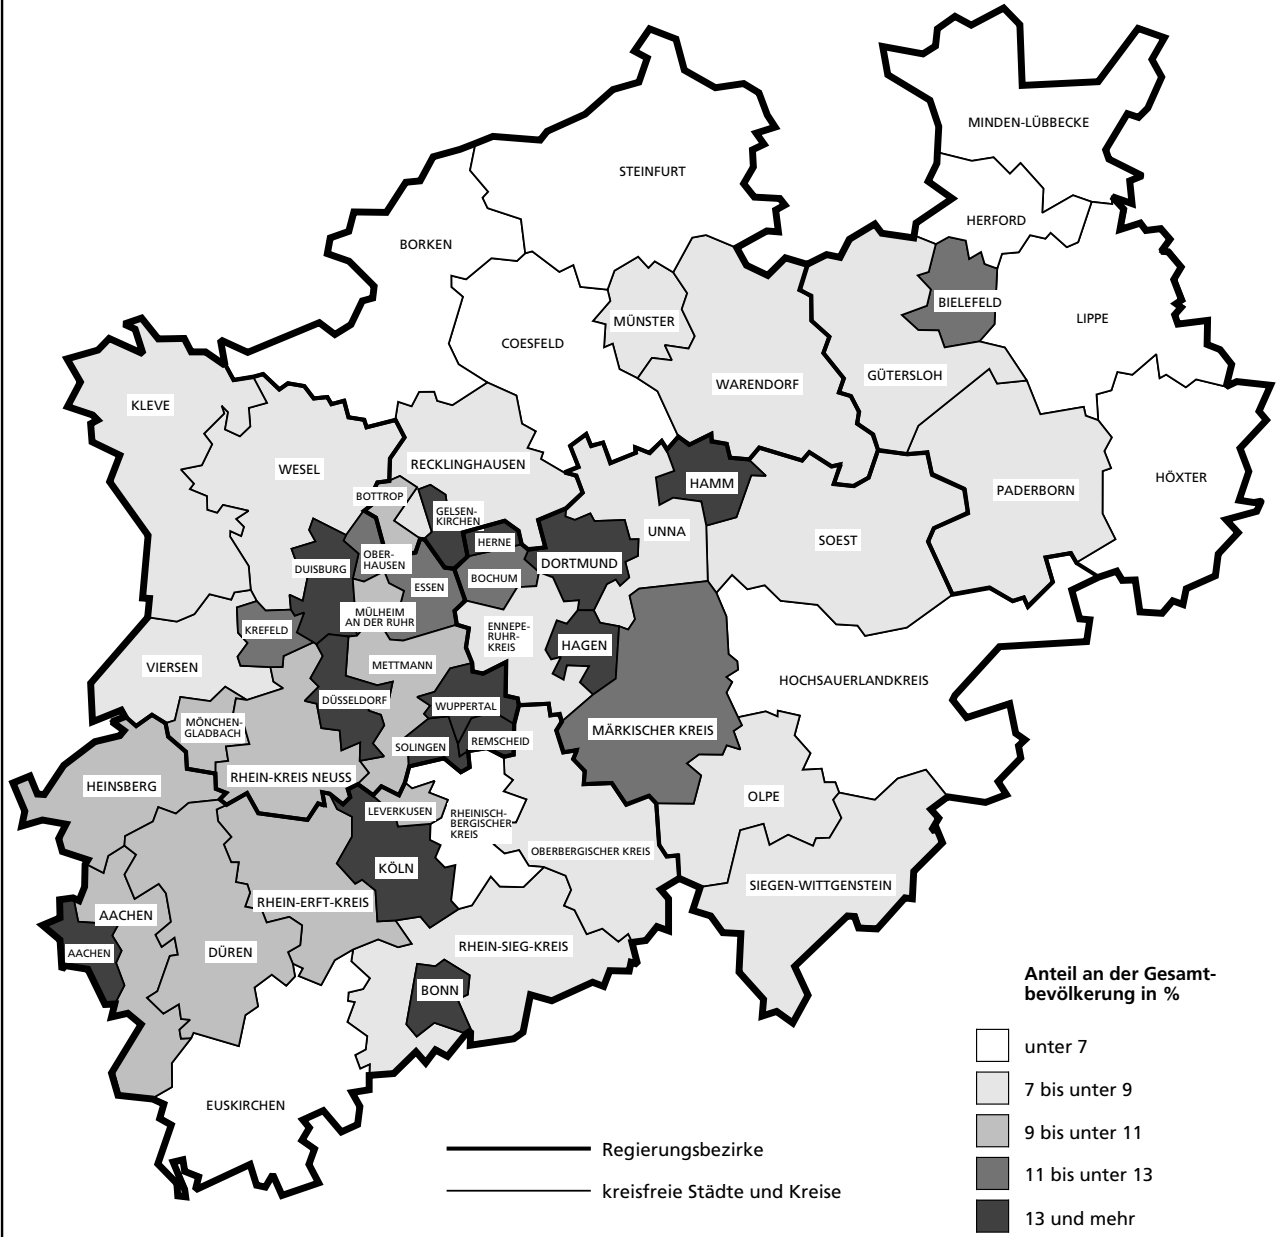 MINDEN-LÜBBECKE
STEINFURT
HERFORD
BORKEN
BIELEFELD
MÜNSTER
LIPPE
COESFELD
GÜTERSLOH
WARENDORF
KLEVE
RECKLINGHAUSEN
WESEL
HÖXTER
HAMM
PADERBORN
BOTTROP
GELSEN-
KIRCHEN
UNNA
SOEST
HERNE
OBER-
HAUSEN
DORTMUND
DUISBURG
BOCHUM
ESSEN
MÜLHEIM
AN DER RUHR
KREFELD
ENNEPE-
RUHR-
KREIS
HAGEN
METTMANN
VIERSEN
HOCHSAUERLANDKREIS
DÜSSELDORF
WUPPERTAL
MÖNCHEN-
GLADBACH
MÄRKISCHER KREIS
REMSCHEID
SOLINGEN
RHEIN-KREIS NEUSS
HEINSBERG
OLPE
LEVERKUSEN
RHEINISCH-
BERGISCHER
KREIS
OBERBERGISCHER KREIS
KÖLN
SIEGEN-WITTGENSTEIN
RHEIN-ERFT-KREIS
AACHEN
RHEIN-SIEG-KREIS
AACHEN
DÜREN
BONN
EUSKIRCHEN
Anteil an der Gesamt-
bevölkerung in %
unter 7
7 bis unter 9
9 bis unter 11
11 bis unter 13
13 und mehr
Regierungsbezirke
kreisfreie Städte und Kreise